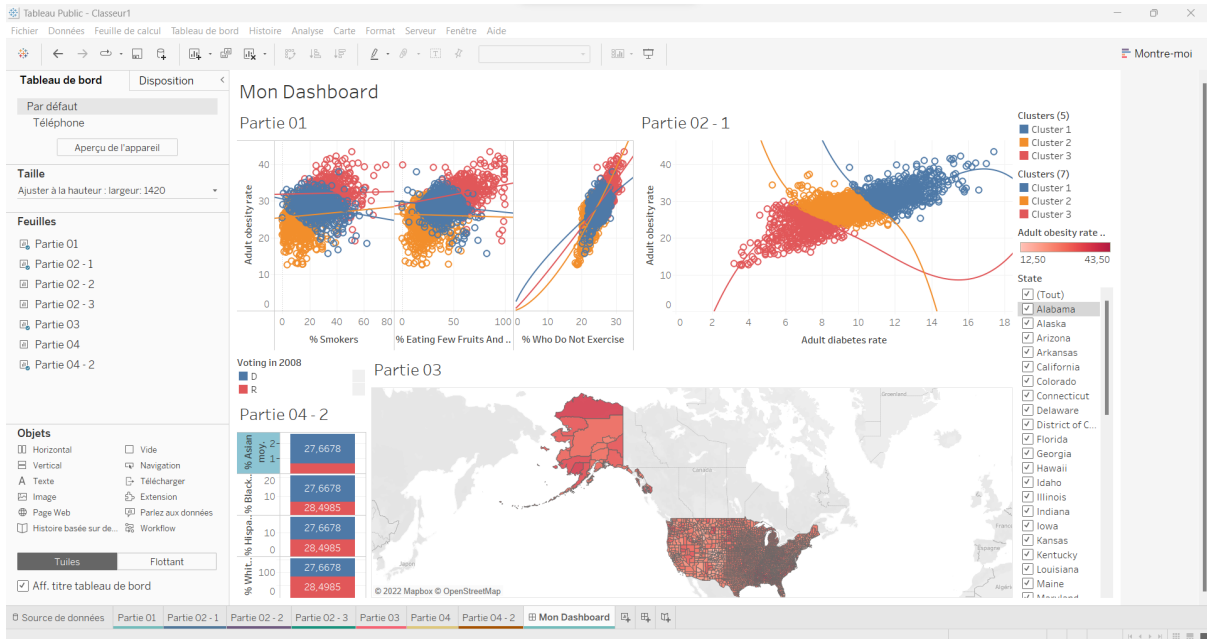 Tableau Public - Classeur1
Fichier Données Feuille de calcul Tableau de bord Histoire Analyse Carte Format Serveur Fenêtre Aide
Montre-moi
Tableau de bord Disposition
Par défaut
Téléphone
Aperçu de l'appareil
Taille
Ajuster à la hauteur : largeur: 1420
Feuilles
Partie 01
Partie 02 - 1
Partie 02 - 2
Partie 02 - 3
Partie 03
Partie 04
Partie 04 - 2
Objets
Horizontal Vide
Vertical Navigation
A Texte Télécharger
Image Extension
Page Web Parlez aux données
Histoire basée sur de... Workflow
Tuiles Flottant
Aff. titre tableau de bord
Mon Dashboard
Partie 01
Adult obesity rate
40
30
20
10
0
0 20 40 60 80 0 50 100 0 10 20 30
% Smokers % Eating Few Fruits And .. % Who Do Not Exercise
Partie 02 - 1
Adult obesity rate
40
30
20
10
0
0 2 4 6 8 10 12 14 16 18
Adult diabetes rate
Clusters (5)
Cluster 1
Cluster 2
Cluster 3
Clusters (7)
Cluster 1
Cluster 2
Cluster 3
Adult obesity rate ..
12,50 43,50
State
(Tout)
Alabama
Alaska
Arizona
Arkansas
California
Colorado
Connecticut
Delaware
District of C...
Florida
Georgia
Hawaii
Idaho
Illinois
Indiana
Iowa
Kansas
Kentucky
Louisiana
Maine
Maryland
Voting in 2008
D
R
Partie 04 - 2
% Asian moy.
2
1
27,6678
% Black..
20
10
27,6678
28,4985
% Hispa..
10
0
27,6678
28,4985
% Whit..
100
0
27,6678
28,4985
Partie 03
Groenland
Canada
Japon
France
Espagne
© 2022 Mapbox © OpenStreetMap
Source de données Partie 01 Partie 02 - 1 Partie 02 - 2 Partie 02 - 3 Partie 03 Partie 04 Partie 04 - 2 Mon Dashboard